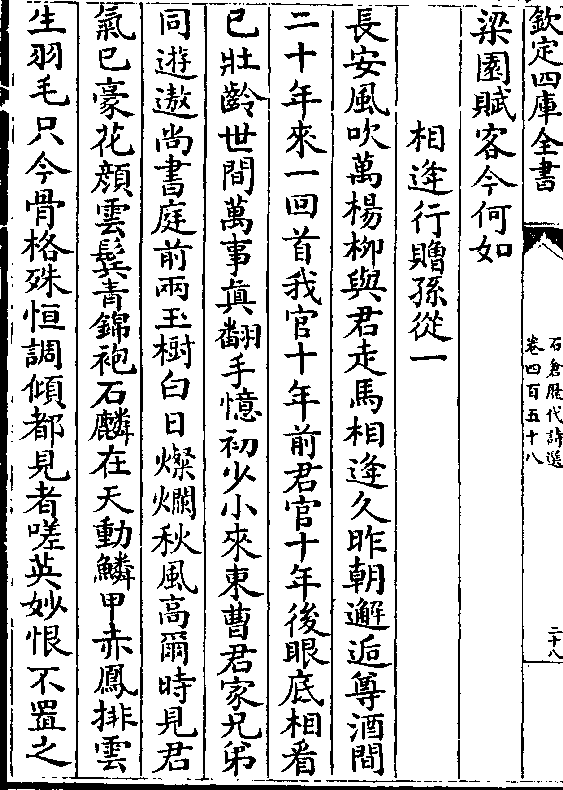 欽定四庫全書
石倉歷代詩選
卷四百五十八
二十八
梁園賦客今何如
相逢行贈孫從一
長安風吹萬楊柳與君走馬相逢久昨朝邂逅尊酒間
二十年來一回首我官十年前君官十年後眼底相看
已壯齡世間萬事真翻手憶初少小來東曹君家兄弟
同遊遨尚書庭前兩玉樹白日燦爛秋風高爾時見君
氣已豪花顔雲鬂青錦袍石麟在天動鱗甲赤鳳排雲
生羽毛只今骨格殊恒調傾都見者嗟英妙恨不置之